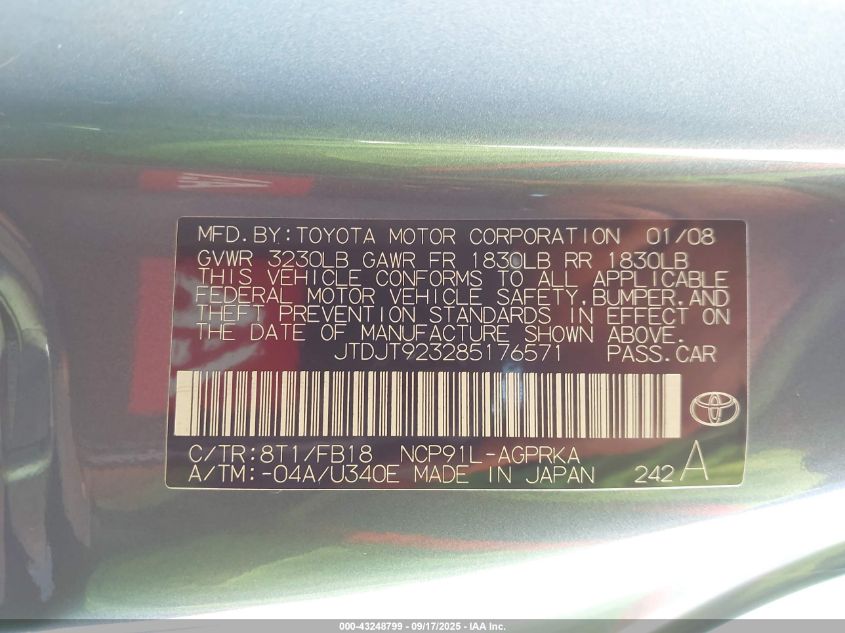 MFD.BY:TOYOTA MOTOR CORPORATION 01/08
GVWR 3230LB GAWR FR 1830LB RR 1830LB
THIS VEHICLE CONFORMS TO ALL APPLICABLE
FEDERAL MOTOR VEHICLE SAFETY,BUMPER,AND
THEFT PREVENTION STANDARDS IN EFFECT ON
THE DATE OF MANUFACTURE SHOWN ABOVE.
JTDJT923285176571 PASS.CAR
C/TR:8T1/FB18 NCP91L-AGPRKA
A/TM:-04A/U340E MADE IN JAPAN 242 A
000-43248799 - 09/17/2025 - IAA Inc.